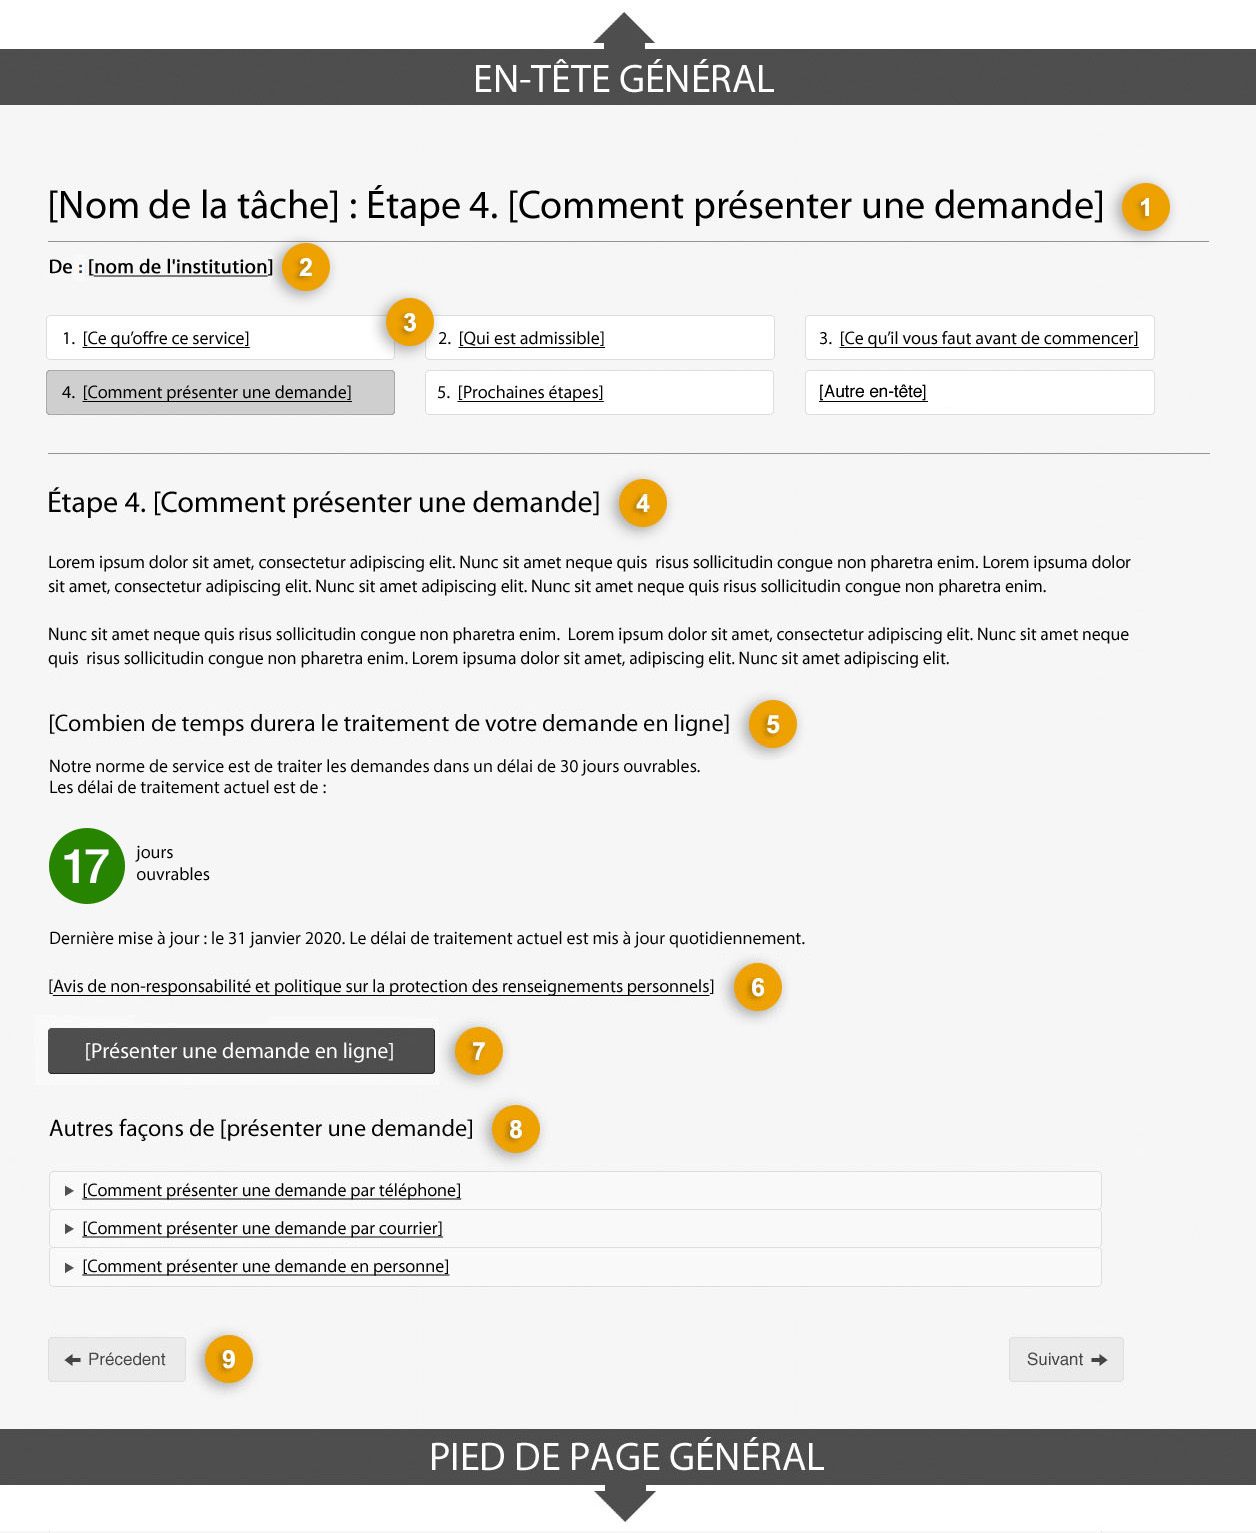 EN-TÊTE GÉNÉRAL
[Nom de la tâche] : Étape 4. [Comment présenter une demande] 1
De : [nom de l'institution] 2
3
1. [Ce qu’offre ce service]
2. [Qui est admissible]
3. [Ce qu’il vous faut avant de commencer]
4. [Comment présenter une demande]
5. [Prochaines étapes]
[Autre en-tête]
Étape 4. [Comment présenter une demande] 4
Lorem ipsum dolor sit amet, consectetur adipiscing elit. Nunc sit amet neque quis risus sollicitudin congue non pharetra enim. Lorem ipsuma dolor
sit amet, consectetur adipiscing elit. Nunc sit amet adipiscing elit. Nunc sit amet neque quis risus sollicitudin congue non pharetra enim.
Nunc sit amet neque quis risus sollicitudin congue non pharetra enim. Lorem ipsum dolor sit amet, consectetur adipiscing elit. Nunc sit amet neque
quis risus sollicitudin congue non pharetra enim. Lorem ipsuma dolor sit amet, adipiscing elit. Nunc sit amet adipiscing elit.
[Combien de temps durera le traitement de votre demande en ligne] 5
Notre norme de service est de traiter les demandes dans un délai de 30 jours ouvrables.
Les délai de traitement actuel est de :
17
jours
ouvrables
Dernière mise à jour : le 31 janvier 2020. Le délai de traitement actuel est mis à jour quotidiennement.
[Avis de non-responsabilité et politique sur la protection des renseignements personnels] 6
[Présenter une demande en ligne] 7
Autres façons de [présenter une demande] 8
[Comment présenter une demande par téléphone]
[Comment présenter une demande par courrier]
[Comment présenter une demande en personne]
Précedent 9
Suivant
PIED DE PAGE GÉNÉRAL